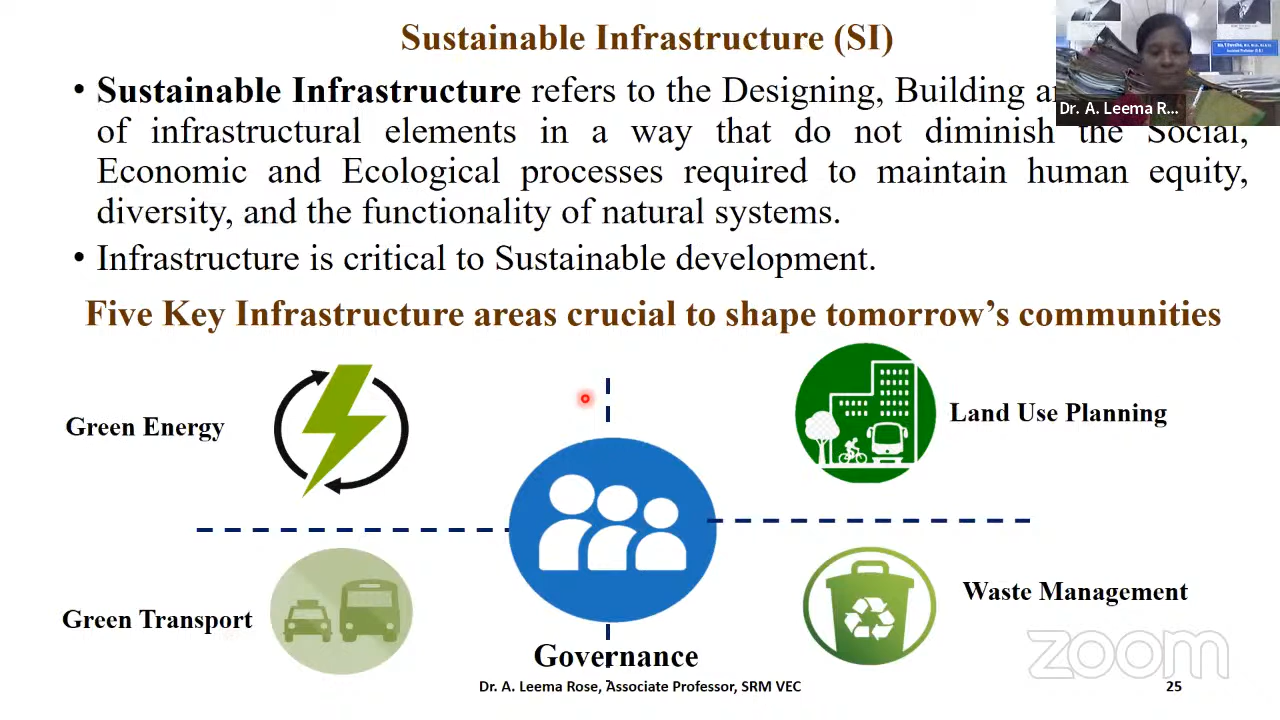 Sustainable Infrastructure (SI)
• Sustainable Infrastructure refers to the Designing, Building
of infrastructural elements in a way that do not diminish the Social,
Economic and Ecological processes required to maintain human equity,
diversity, and the functionality of natural systems.
• Infrastructure is critical to Sustainable development.
Dr. A. Leema R...
Five Key Infrastructure areas crucial to shape tomorrow's communities
Green Energy
Land Use Planning
Green Transport
Waste Management
Governance
zoom
Dr. A. Leema Rose, Associate Professor, SRM VEC
25